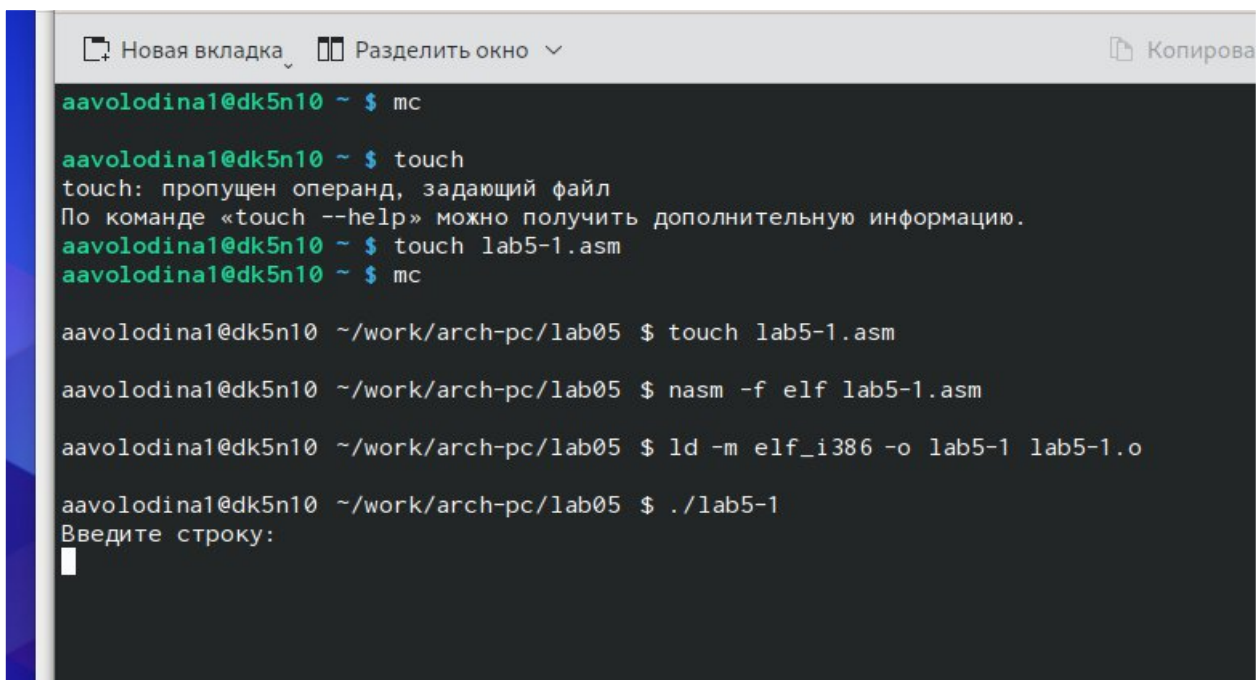 Новая вкладка Разделить окно Копирова
aavolodina1@dk5n10 ~ $ mc
aavolodina1@dk5n10 ~ $ touch
touch: пропущен операнд, задающий файл
По команде «touch --help» можно получить дополнительную информацию.
aavolodina1@dk5n10 ~ $ touch lab5-1.asm
aavolodina1@dk5n10 ~ $ mc
aavolodina1@dk5n10 ~/work/arch-pc/lab05 $ touch lab5-1.asm
aavolodina1@dk5n10 ~/work/arch-pc/lab05 $ nasm -f elf lab5-1.asm
aavolodina1@dk5n10 ~/work/arch-pc/lab05 $ ld -m elf_i386 -o lab5-1 lab5-1.o
aavolodina1@dk5n10 ~/work/arch-pc/lab05 $ ./lab5-1
Введите строку: